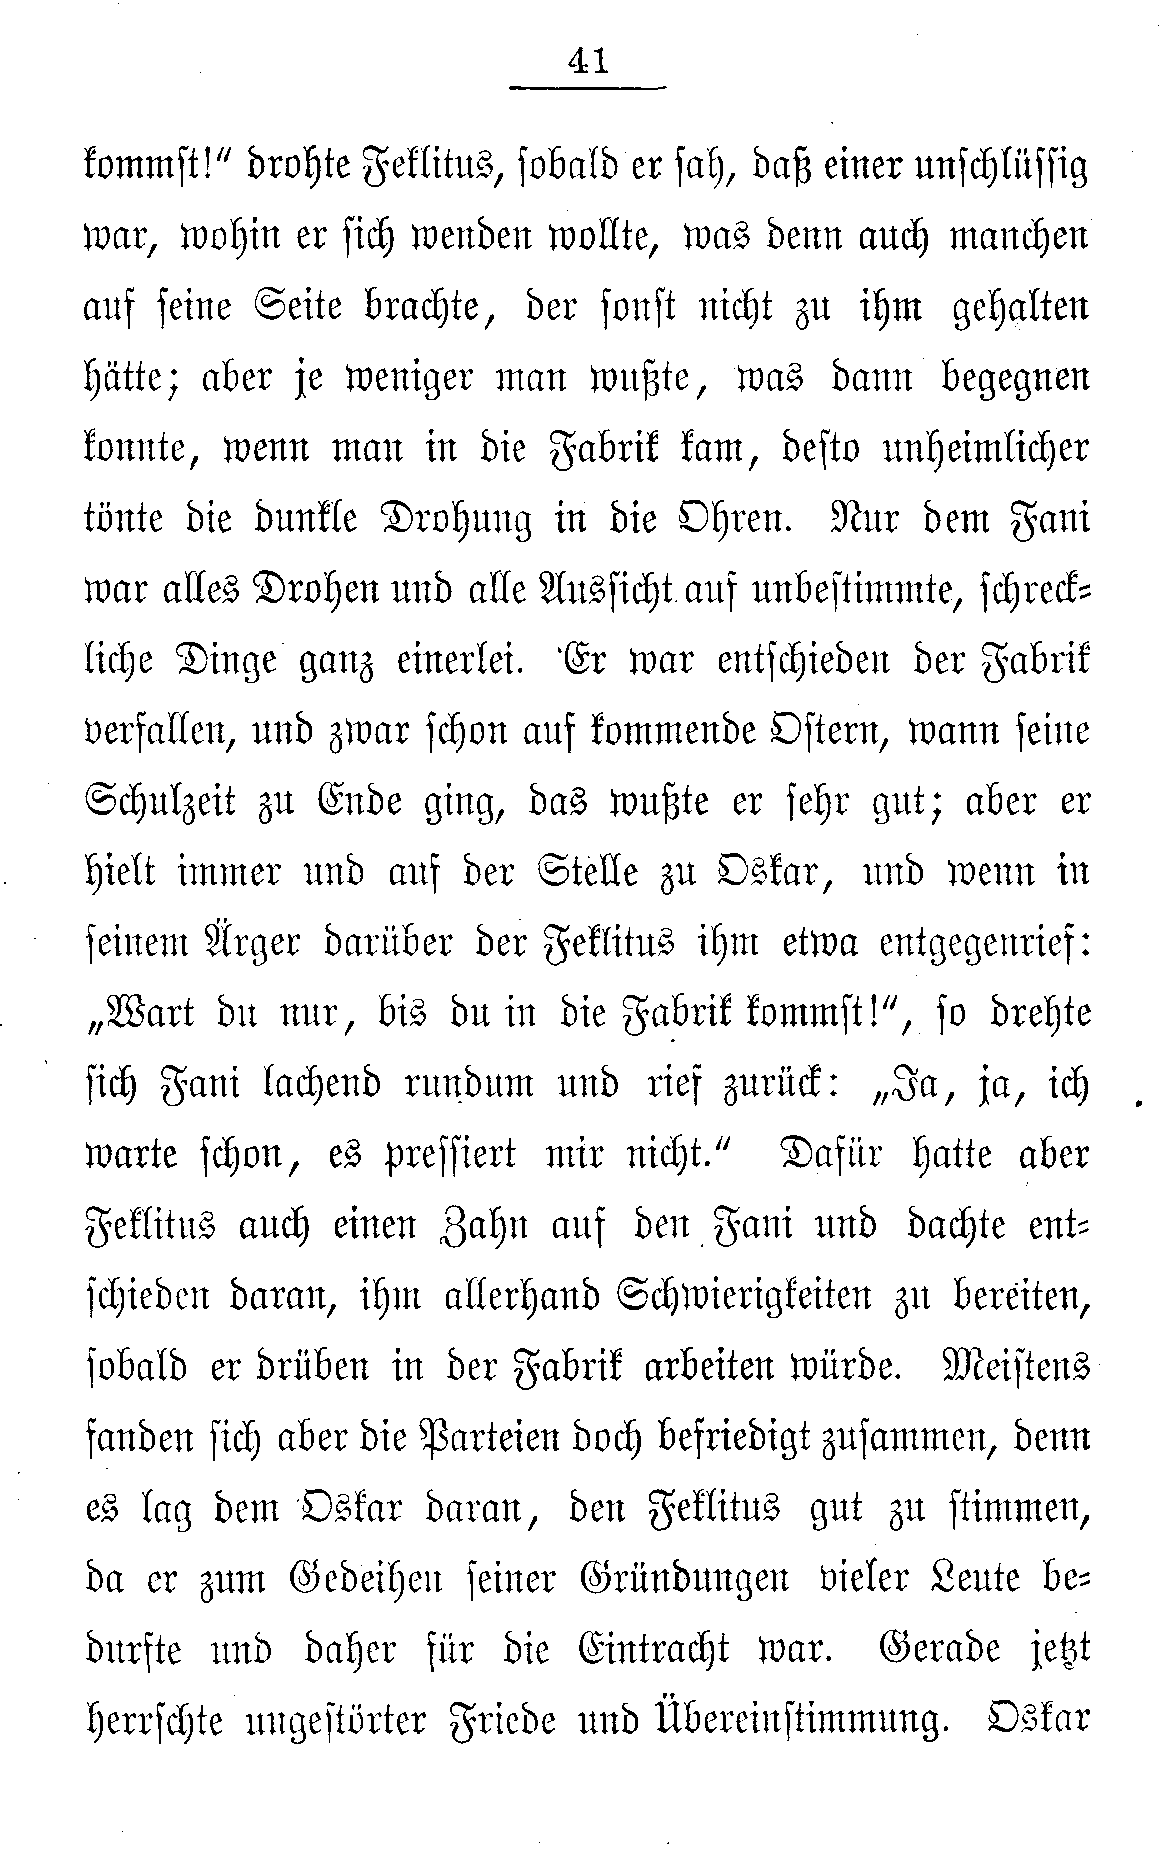 41
kommſt!" drohte Feklitus, ſobald er ſah, daß einer unſchlüſſig
war, wohin er ſich wenden wollte, was denn auch manchen
auf ſeine Seite brachte, der ſonſt nicht zu ihm gehalten
hätte; aber je weniger man wußte, was dann begegnen
konnte, wenn man in die Fabrik kam, deſto unheimlicher
tönte die dunkle Drohung in die Ohren. Nur dem Fani
war alles Drohen und alle Ausſicht auf unbeſtimmte, ſchreck⸗
liche Dinge ganz einerlei. Er war entſchieden der Fabrik
verfallen, und zwar ſchon auf kommende Oſtern, wann ſeine
Schulzeit zu Ende ging, das wußte er ſehr gut; aber er
hielt immer und auf der Stelle zu Oskar, und wenn in
ſeinem Ärger darüber der Feklitus ihm etwa entgegenrief:
„Wart du nur, bis du in die Fabrik kommſt!", ſo drehte
ſich Fani lachend rundum und rief zurück: „Ja, ja, ich
warte ſchon, es preſſiert mir nicht." Dafür hatte aber
Feklitus auch einen Zahn auf den Fani und dachte ent⸗
ſchieden daran, ihm allerhand Schwierigkeiten zu bereiten,
ſobald er drüben in der Fabrik arbeiten würde. Meiſtens
fanden ſich aber die Parteien doch befriedigt zuſammen, denn
es lag dem Oskar daran, den Feklitus gut zu ſtimmen,
da er zum Gedeihen ſeiner Gründungen vieler Leute be⸗
durfte und daher für die Eintracht war. Gerade jetzt
herrſchte ungeſtörter Friede und Übereinſtimmung. Oskar